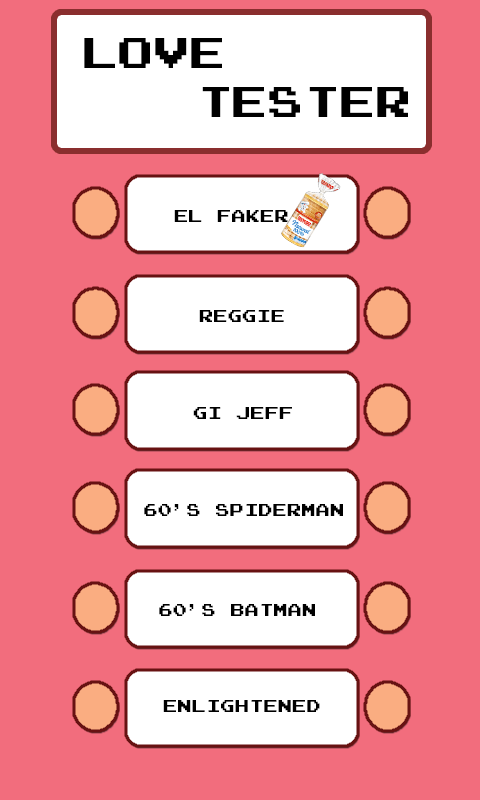 LOVE
TESTER
EL FAKER
REGGIE
GI JEFF
60'S SPIDERMAN
60'S BATMAN
ENLIGHTENED